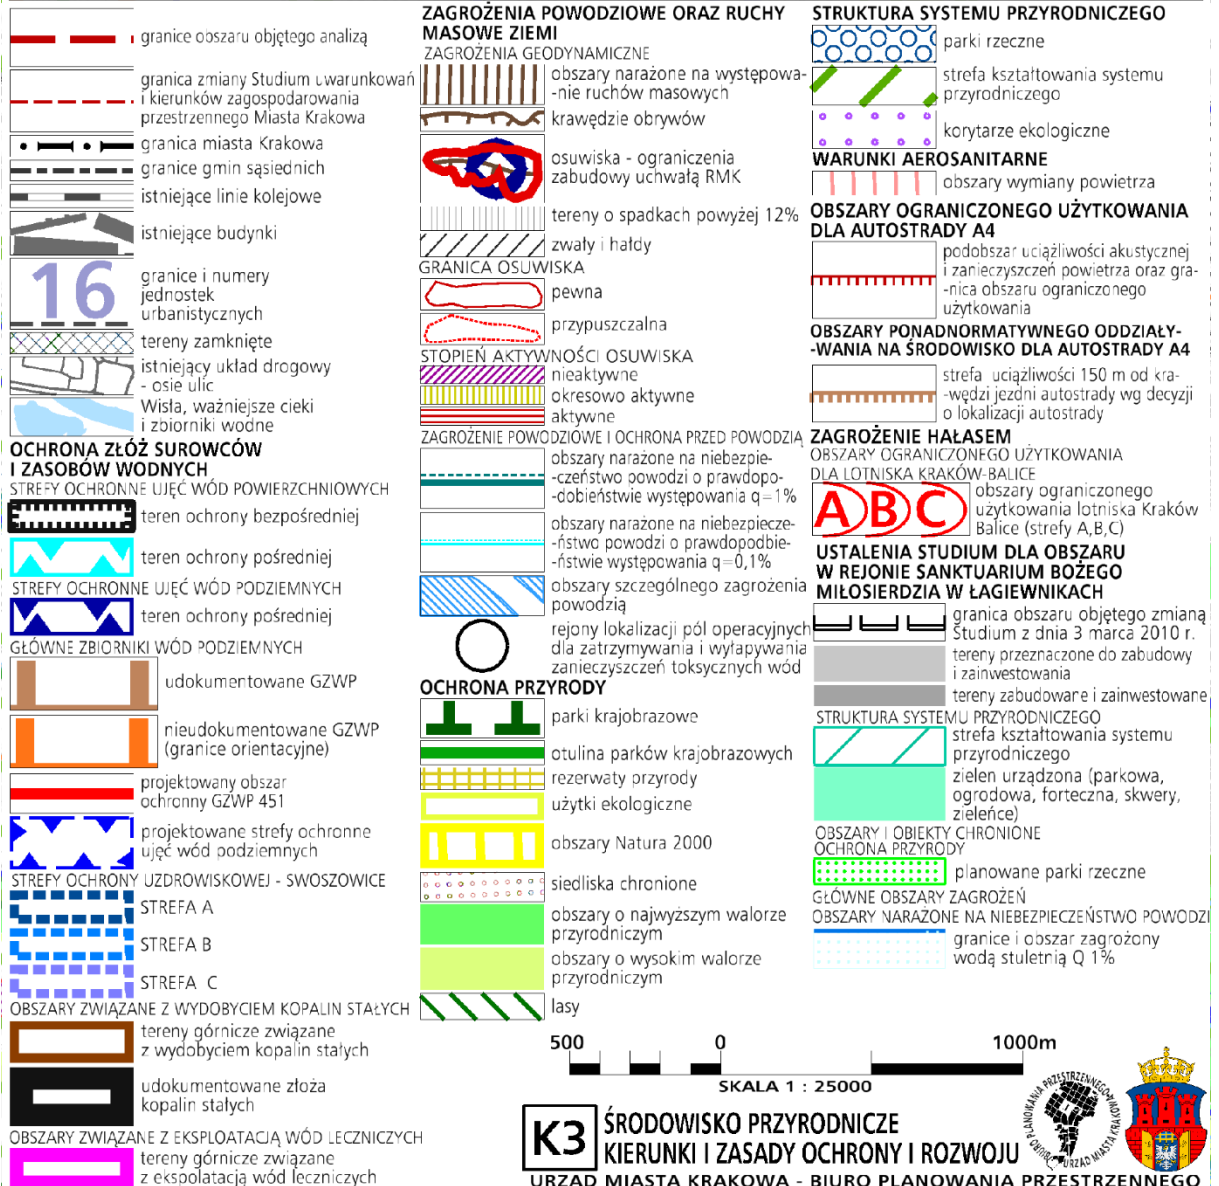 granice obszaru objętego analizą
granica zmiany Studium uwarunkowań
i kierunków zagospodarowania
przestrzennego Miasta Krakowa
granica miasta Krakowa
granice gmin sąsiednich
istniejące linie kolejowe
istniejące budynki
16
granice i numery
jednostek
urbanistycznych
tereny zamknięte
istniejący układ drogowy
- osie ulic
Wisła, ważniejsze cieki
i zbiorniki wodne
OCHRONA ZŁÓŻ SUROWCÓW
I ZASOBÓW WODNYCH
STREFY OCHRONNE UJĘĆ WÓD POWIERZCHNIOWYCH
teren ochrony bezpośredniej
teren ochrony pośredniej
STREFY OCHRONNE UJĘĆ WÓD PODZIEMNYCH
teren ochrony pośredniej
GŁÓWNE ZBIORNIKI WÓD PODZIEMNYCH
udokumentowane GZWP
nieudokumentowane GZWP
(granice orientacyjne)
projektowany obszar
ochronny GZWP 451
projektowane strefy ochronne
ujęć wód podziemnych
STREFY OCHRONY UZDROWISKOWEJ - SWOSZOWICE
STREFA A
STREFA B
STREFA C
OBSZARY ZWIĄZANE Z WYDOBYCIEM KOPALIN STAŁYCH
tereny górnicze związane
z wydobyciem kopalin stałych
udokumentowane złoża
kopalin stałych
OBSZARY ZWIĄZANE Z EKSPLOATACJĄ WÓD LECZNICZYCH
tereny górnicze związane
z ekspolatacją wód leczniczych
ZAGROŻENIA POWODZIOWE ORAZ RUCHY
MASOWE ZIEMI
ZAGROŻENIA GEODYNAMICZNE
obszary narażone na występowa-
-nie ruchów masowych
krawędzie obrywów
osuwiska - ograniczenia
zabudowy uchwałą RMK
tereny o spadkach powyżej 12%
zwały i hałdy
GRANICA OSUWISKA
pewna
przypuszczalna
STOPIEŃ AKTYWNOŚCI OSUWISKA
nieaktywne
okresowo aktywne
aktywne
ZAGROŻENIE POWODZIOWE I OCHRONA PRZED POWODZIĄ
obszary narażone na niebezpie-
-czeństwo powodzi o prawdopo-
-dobieństwie występowania q=1%
obszary narażone na niebezpiecze-
-ństwo powodzi o prawdopodbie-
-ństwie występowania q=0,1%
obszary szczególnego zagrożenia
powodzią
rejony lokalizacji pól operacyjnych
dla zatrzymywania i wyłapywania
zanieczyszczeń toksycznych wód
OCHRONA PRZYRODY
parki krajobrazowe
otulina parków krajobrazowych
rezerwaty przyrody
użytki ekologiczne
obszary Natura 2000
siedliska chronione
obszary o najwyższym walorze
przyrodniczym
obszary o wysokim walorze
przyrodniczym
lasy
STRUKTURA SYSTEMU PRZYRODNICZEGO
parki rzeczne
strefa kształtowania systemu
przyrodniczego
korytarze ekologiczne
WARUNKI AEROSANITARNE
obszary wymiany powietrza
OBSZARY OGRANICZONEGO UŻYTKOWANIA
DLA AUTOSTRADY A4
podobszar uciążliwości akustycznej
i zanieczyszczeń powietrza oraz gra-
-nica obszaru ograniczonego
użytkowania
OBSZARY PONADNORMATYWNEGO ODDZIAŁY-
-WANIA NA ŚRODOWISKO DLA AUTOSTRADY A4
strefa uciążliwości 150 m od kra-
-wędzi jezdni autostrady wg decyzji
o lokalizacji autostrady
ZAGROŻENIE HAŁASEM
OBSZARY OGRANICZONEGO UŻYTKOWANIA
DLA LOTNISKA KRAKÓW-BALICE
A B C
obszary ograniczonego
użytkowania lotniska Kraków
Balice (strefy A,B,C)
USTALENIA STUDIUM DLA OBSZARU
W REJONIE SANKTUARIUM BOŻEGO
MIŁOSIERDZIA W ŁAGIEWNIKACH
granica obszaru objętego zmianą
Studium z dnia 3 marca 2010 r.
tereny przeznaczone do zabudowy
i zainwestowania
tereny zabudowane i zainwestowane
STRUKTURA SYSTEMU PRZYRODNICZEGO
strefa kształtowania systemu
przyrodniczego
zielen urządzona (parkowa,
ogrodowa, forteczna, skwery,
zieleńce)
OBSZARY I OBIEKTY CHRONIONE
OCHRONA PRZYRODY
planowane parki rzeczne
GŁÓWNE OBSZARY ZAGROŻEŃ
OBSZARY NARAŻONE NA NIEBEZPIECZEŃSTWO POWODZI
granice i obszar zagrożony
wodą stuletnią Q 1%
500 0 1000m
SKALA 1 : 25000
K3
ŚRODOWISKO PRZYRODNICZE
KIERUNKI I ZASADY OCHRONY I ROZWOJU
URZĄD MIASTA KRAKOWA - BIURO PLANOWANIA PRZESTRZENNEGO